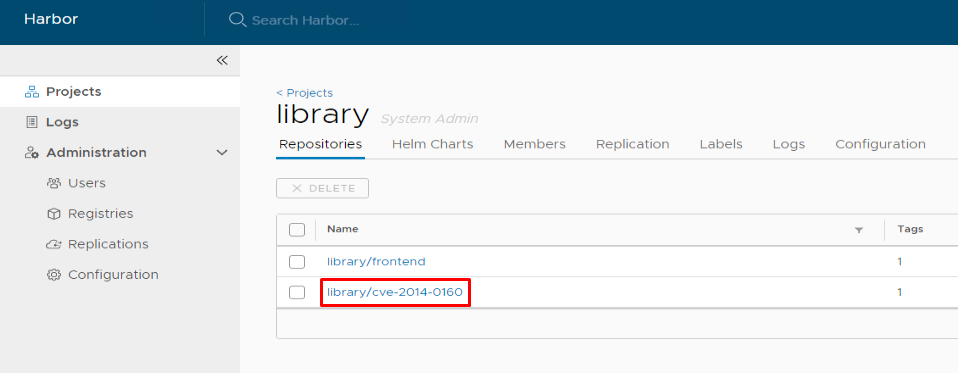 Harbor
Search Harbor...
Projects
Logs
Administration
Users
Registries
Replications
Configuration
< Projects
library System Admin
Repositories Helm Charts Members Replication Labels Logs Configuration
DELETE
Name Tags
library/frontend 1
library/cve-2014-0160 1